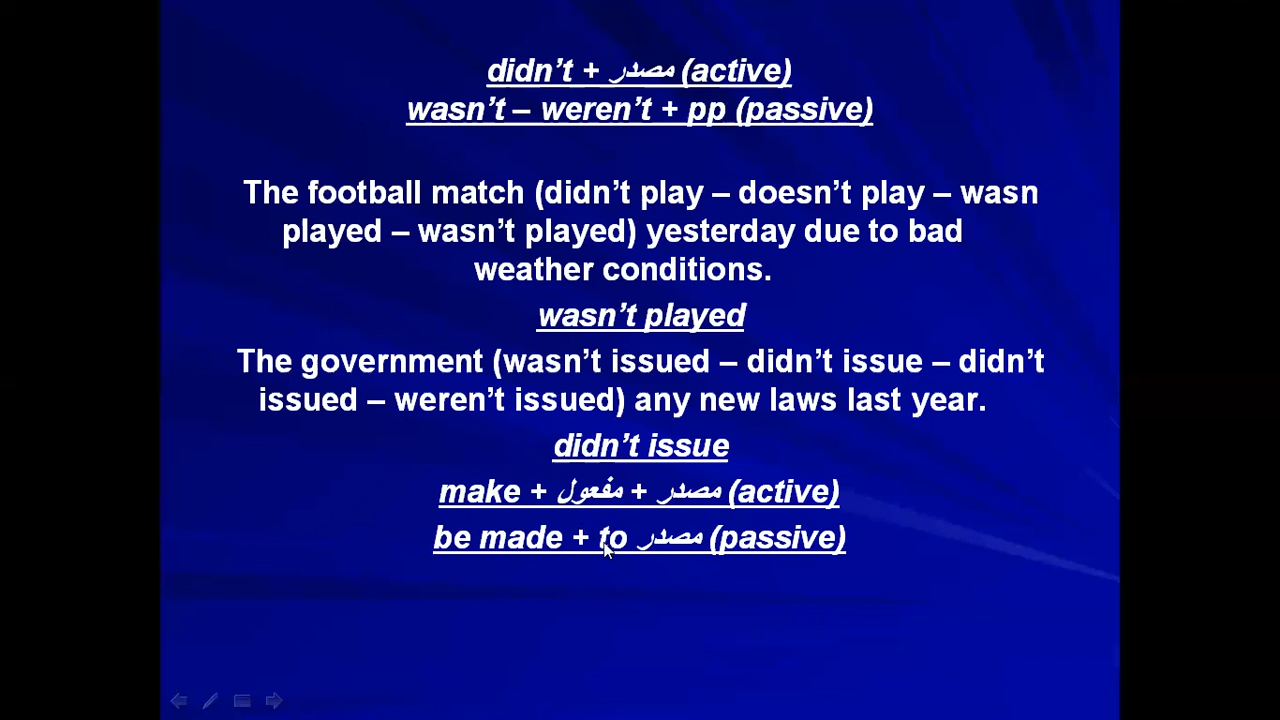 didn’t + مصدر (active)
wasn’t – weren’t + pp (passive)
The football match (didn’t play – doesn’t play – wasn
played – wasn’t played) yesterday due to bad
weather conditions.
wasn’t played
The government (wasn’t issued – didn’t issue – didn’t
issued – weren’t issued) any new laws last year.
didn’t issue
make + مفعول + مصدر (active)
be made + to مصدر (passive)